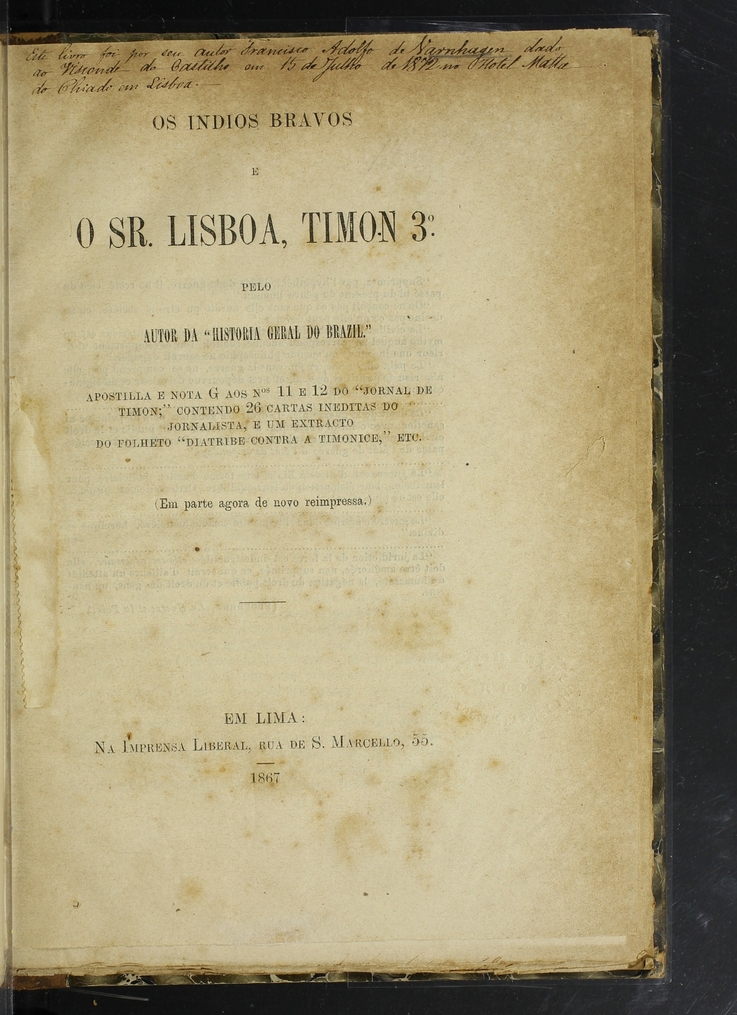 Este livro foi por seu autor Francisco Adolfo de Varnhagen dado
ao Visconde de Castilho em 15 de Julho de 1872 no Hotel Matta
do Chiado em Lisboa.—
OS INDIOS BRAVOS
E
O SR. LISBOA, TIMON 3º.
PELO
AUTOR DA "HISTORIA GERAL DO BRAZIL."
APOSTILLA E NOTA G AOS Nos 11 E 12 DO "JORNAL DE
TIMON;" CONTENDO 26 CARTAS INEDITAS DO
JORNALISTA, E UM EXTRACTO
DO FOLHETO "DIATRIBE CONTRA A TIMONICE," ETC.
(Em parte agora de novo reimpressa.)
EM LIMA:
NA IMPRENSA LIBERAL, RUA DE S. MARCELLO, 55.
1867